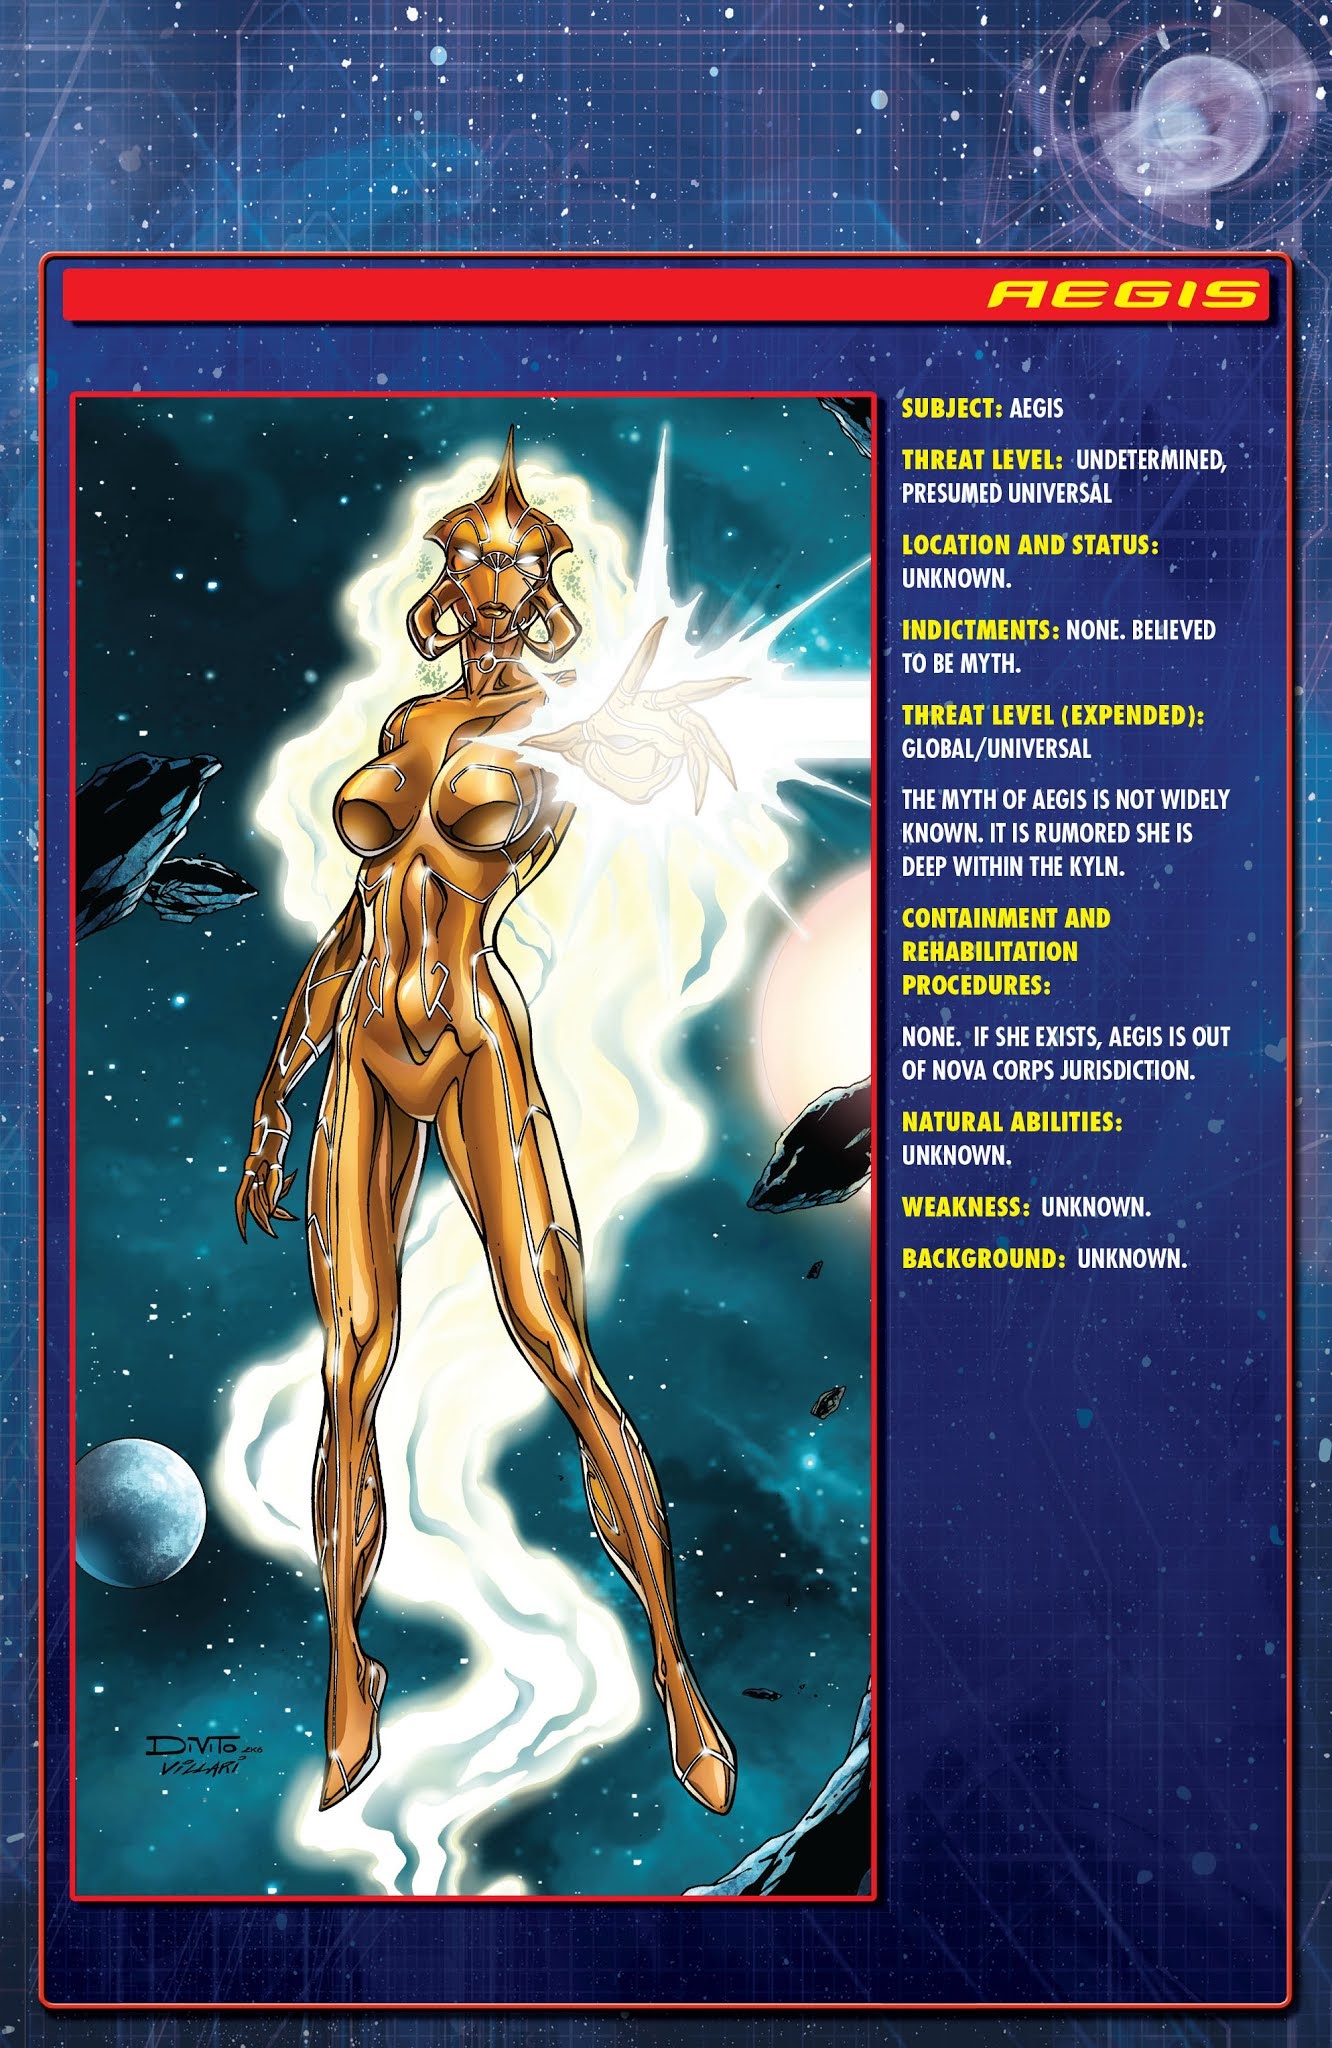 AEGIS
SUBJECT: AEGIS
THREAT LEVEL: UNDETERMINED,
PRESUMED UNIVERSAL
LOCATION AND STATUS:
UNKNOWN.
INDICTMENTS: NONE. BELIEVED
TO BE MYTH.
THREAT LEVEL (EXPENDED):
GLOBAL/UNIVERSAL
THE MYTH OF AEGIS IS NOT WIDELY
KNOWN. IT IS RUMORED SHE IS
DEEP WITHIN THE KYLN.
CONTAINMENT AND
REHABILITATION
PROCEDURES:
NONE. IF SHE EXISTS, AEGIS IS OUT
OF NOVA CORPS JURISDICTION.
NATURAL ABILITIES:
UNKNOWN.
WEAKNESS: UNKNOWN.
BACKGROUND: UNKNOWN.
DIVITO 2K6
VILLARI